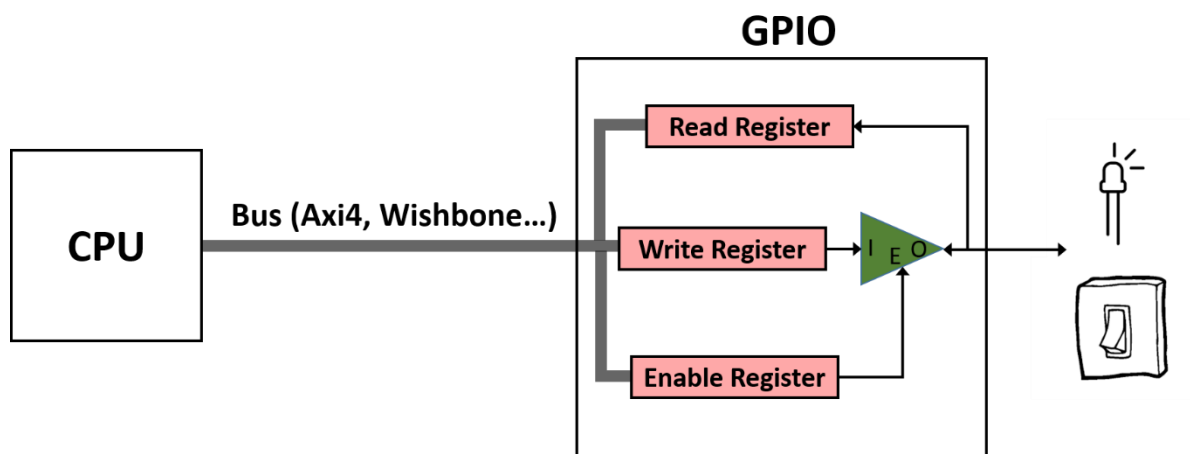 GPIO
Read Register
CPU
Bus (Axi4, Wishbone...)
Write Register
I E O
Enable Register